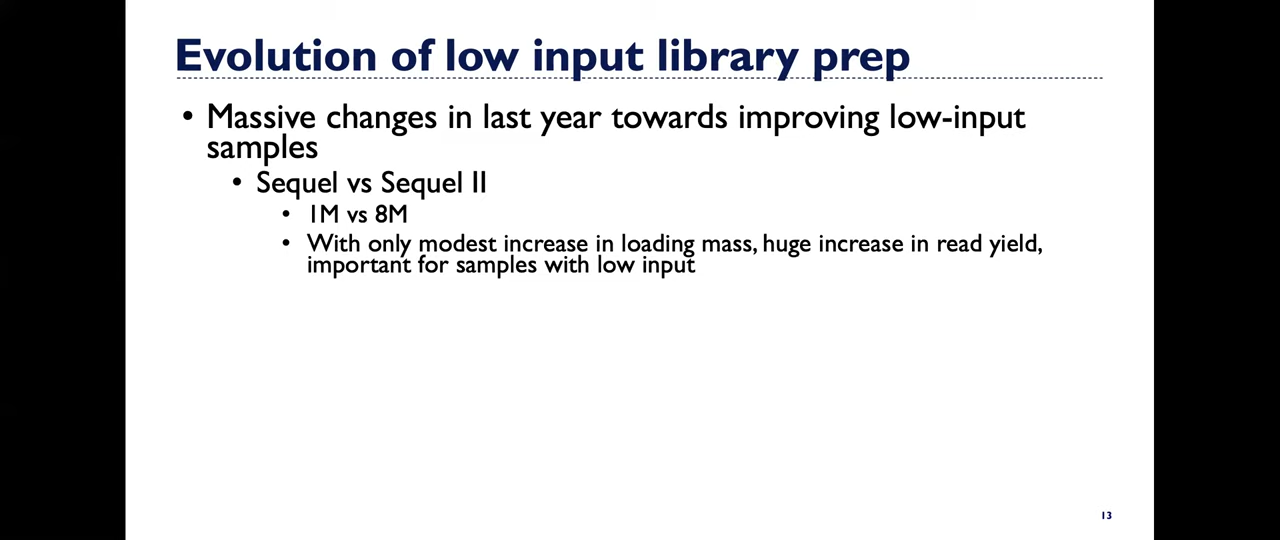 Evolution of low input library prep
• Massive changes in last year towards improving low-input
samples
• Sequel vs Sequel II
• 1M vs 8M
• With only modest increase in loading mass, huge increase in read yield,
important for samples with low input
13